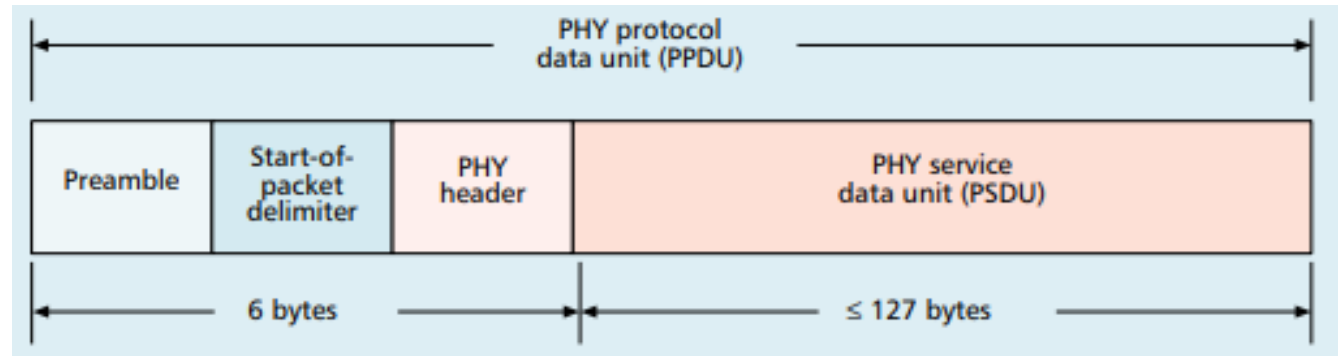 PHY protocol
data unit (PPDU)
Preamble
Start-of-
packet
delimiter
PHY
header
PHY service
data unit (PSDU)
6 bytes
≤ 127 bytes